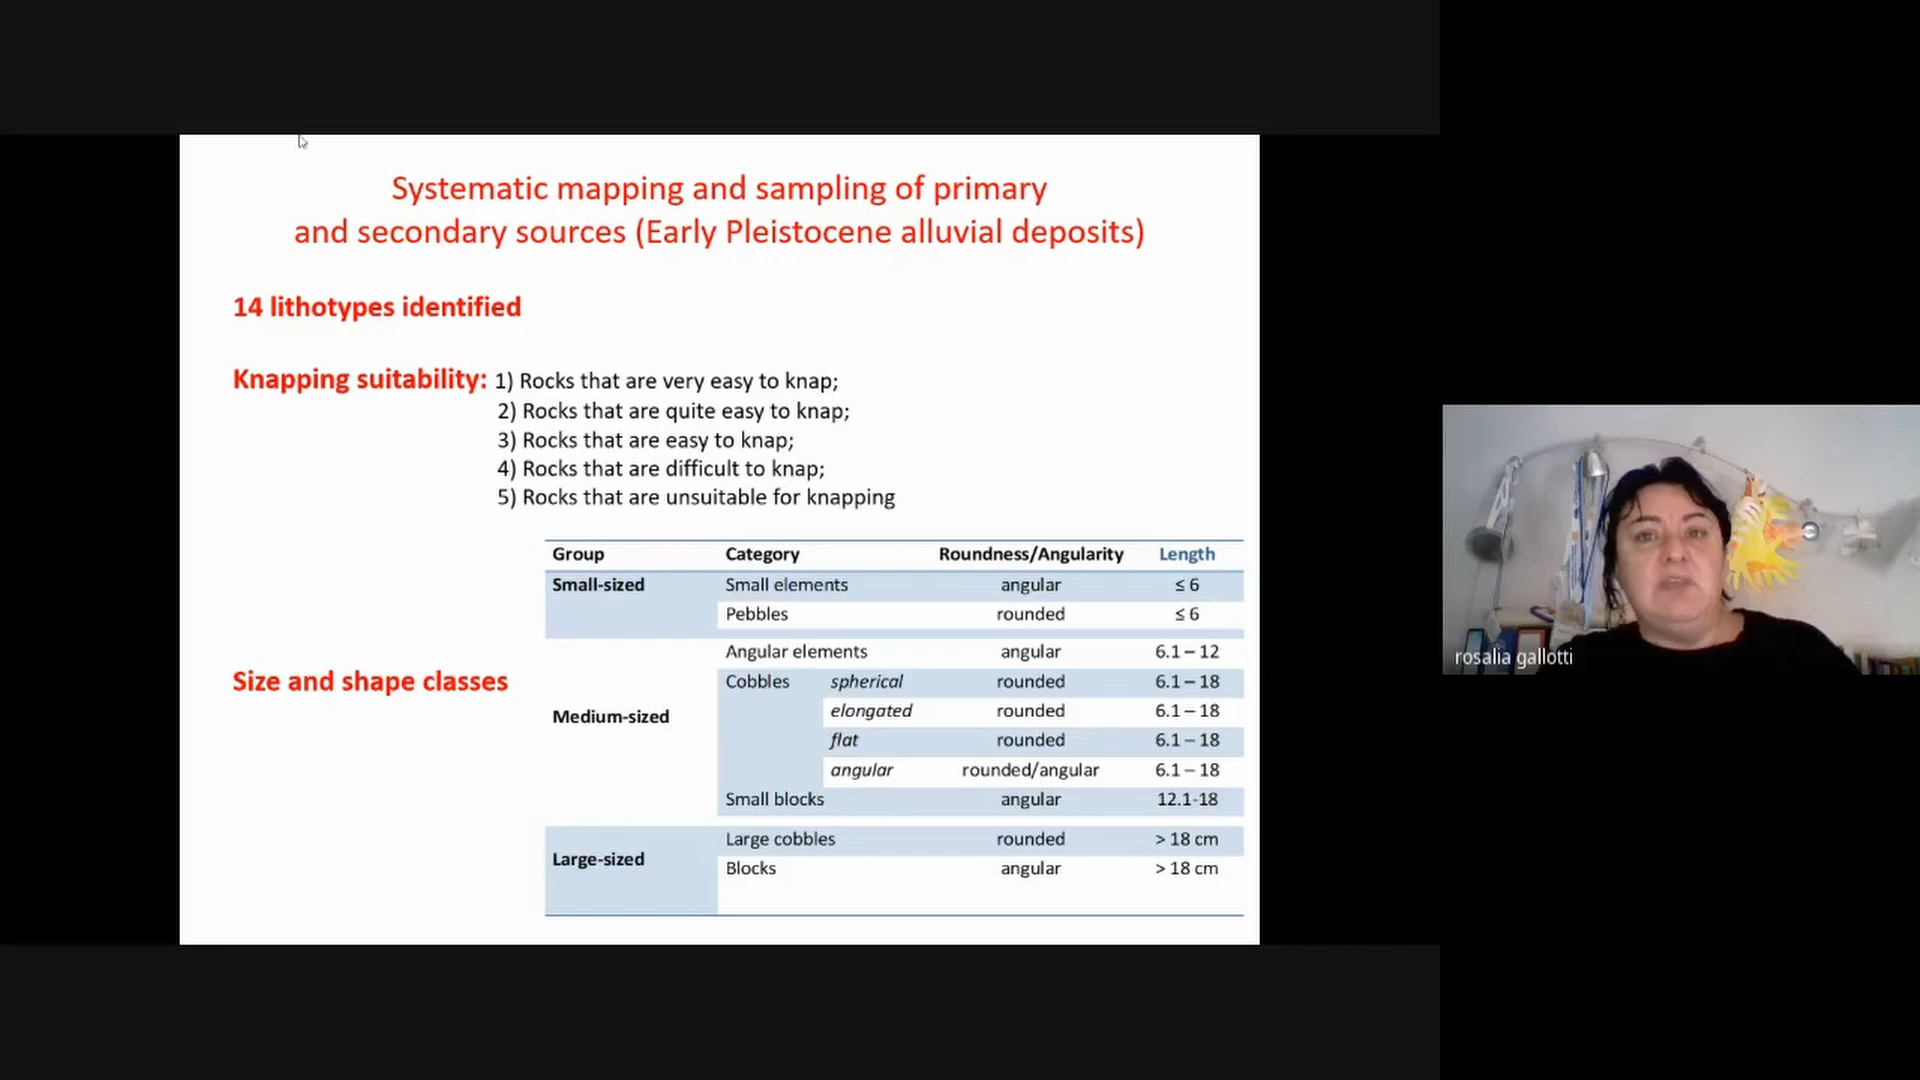 Systematic mapping and sampling of primary
and secondary sources (Early Pleistocene alluvial deposits)
14 lithotypes identified
Knapping suitability: 1) Rocks that are very easy to knap;
2) Rocks that are quite easy to knap;
3) Rocks that are easy to knap;
4) Rocks that are difficult to knap;
5) Rocks that are unsuitable for knapping
Size and shape classes
Group Category Roundness/Angularity Length
Small-sized Small elements angular ≤ 6
Pebbles rounded ≤ 6
Medium-sized
Angular elements angular 6.1 – 12
Cobbles spherical rounded 6.1 – 18
elongated rounded 6.1 – 18
flat rounded 6.1 – 18
angular rounded/angular 6.1 – 18
Small blocks angular 12.1-18
Large-sized
Large cobbles rounded > 18 cm
Blocks angular > 18 cm
rosalia gallotti